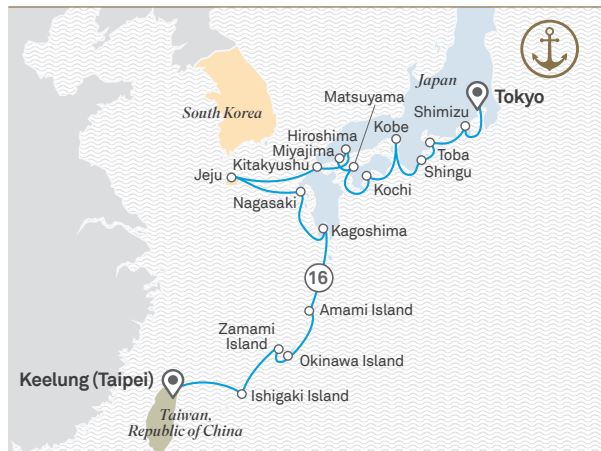 Japan
Tokyo
Matsuyama
South Korea
Shimizu
Hiroshima
Kobe
Miyajima
Toba
Kitakyushu
Shingu
Jeju
Kochi
Nagasaki
Kagoshima
16
Amami Island
Zamami
Island
Okinawa Island
Keelung (Taipei)
Ishigaki Island
Taiwan,
Republic of China